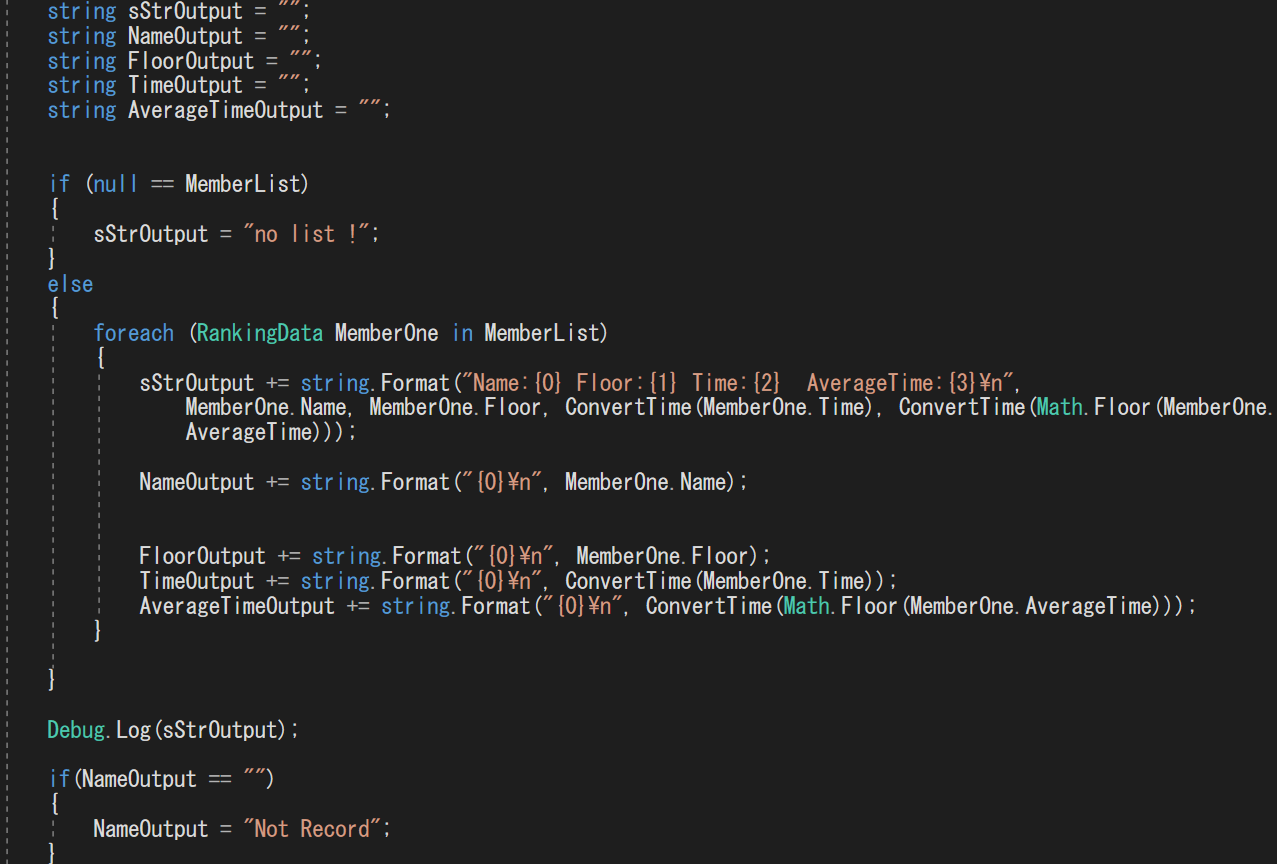 string sStrOutput = "";
string NameOutput = "";
string FloorOutput = "";
string TimeOutput = "";
string AverageTimeOutput = "";
if (null == MemberList)
{
sStrOutput = "no list !";
}
else
{
foreach (RankingData MemberOne in MemberList)
{
sStrOutput += string.Format("Name:{0} Floor:{1} Time:{2}  AverageTime:{3}¥n",
MemberOne.Name, MemberOne.Floor, ConvertTime(MemberOne.Time), ConvertTime(Math.Floor(MemberOne.
AverageTime)));
NameOutput += string.Format("{0}¥n", MemberOne.Name);
FloorOutput += string.Format("{0}¥n", MemberOne.Floor);
TimeOutput += string.Format("{0}¥n", ConvertTime(MemberOne.Time));
AverageTimeOutput += string.Format("{0}¥n", ConvertTime(Math.Floor(MemberOne.AverageTime)));
}
}
Debug.Log(sStrOutput);
if(NameOutput == "")
{
NameOutput = "Not Record";
}